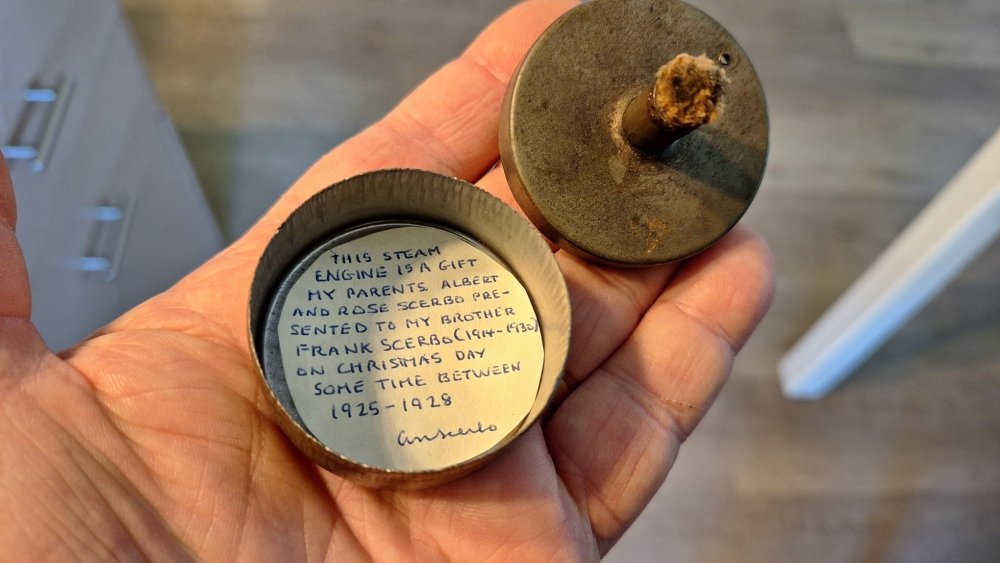 THIS STEAM
ENGINE IS A GIFT
MY PARENTS ALBERT
AND ROSE SCERBO PRE-
SENTED TO MY BROTHER
FRANK SCERBO (1914-1930)
ON CHRISTMAS DAY
SOME TIME BETWEEN
1925-1928